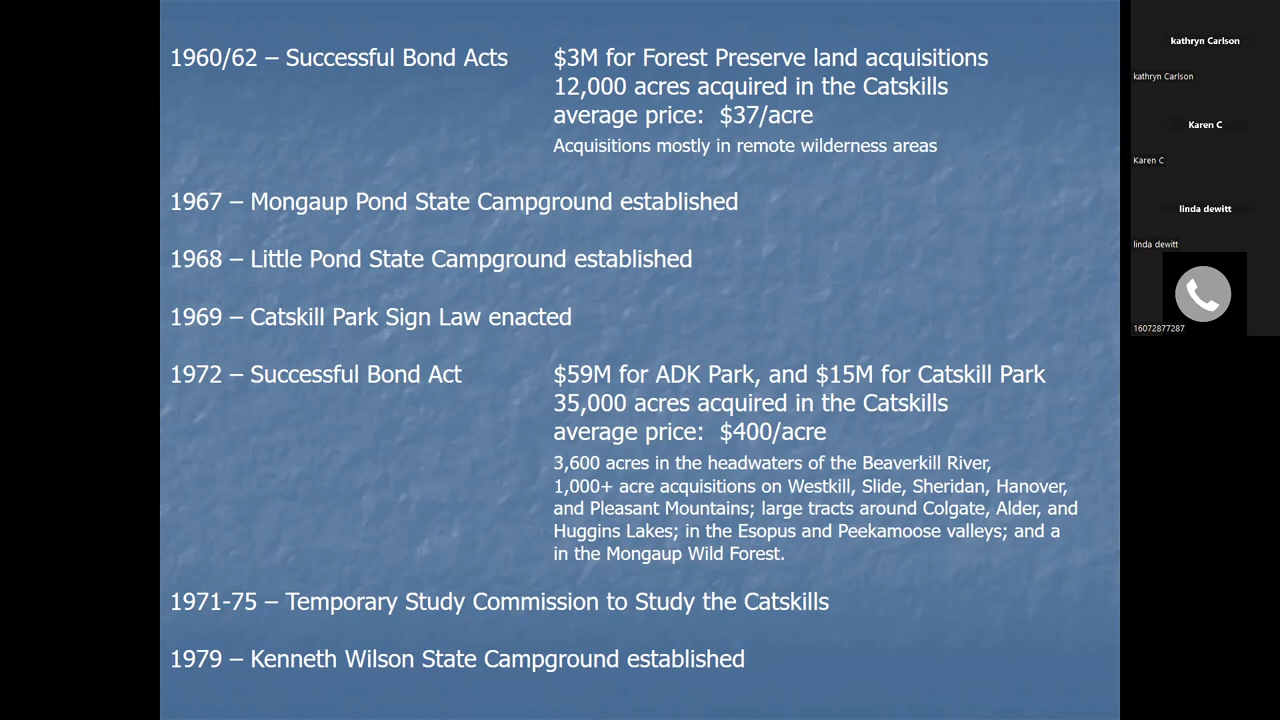 1960/62 – Successful Bond Acts $3M for Forest Preserve land acquisitions
12,000 acres acquired in the Catskills
average price: $37/acre
Acquisitions mostly in remote wilderness areas
1967 – Mongaup Pond State Campground established
1968 – Little Pond State Campground established
1969 – Catskill Park Sign Law enacted
1972 – Successful Bond Act $59M for ADK Park, and $15M for Catskill Park
35,000 acres acquired in the Catskills
average price: $400/acre
3,600 acres in the headwaters of the Beaverkill River,
1,000+ acre acquisitions on Westkill, Slide, Sheridan, Hanover,
and Pleasant Mountains; large tracts around Colgate, Alder, and
Huggins Lakes; in the Esopus and Peekamoose valleys; and a
in the Mongaup Wild Forest.
1971-75 – Temporary Study Commission to Study the Catskills
1979 – Kenneth Wilson State Campground established
kathryn Carlson
kathryn Carlson
Karen C
Karen C
linda dewitt
linda dewitt
16072877287